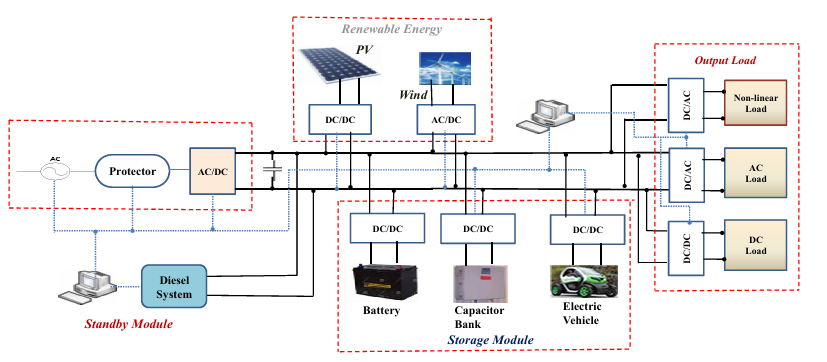 Renewable Energy
PV
Wind
DC/DC
AC/DC
Output Load
DC/AC
Non-linear
Load
DC/AC
AC
Load
DC/DC
DC
Load
AC
Protector
AC/DC
Diesel
System
Standby Module
DC/DC
DC/DC
DC/DC
Battery
Capacitor
Bank
Electric
Vehicle
Storage Module